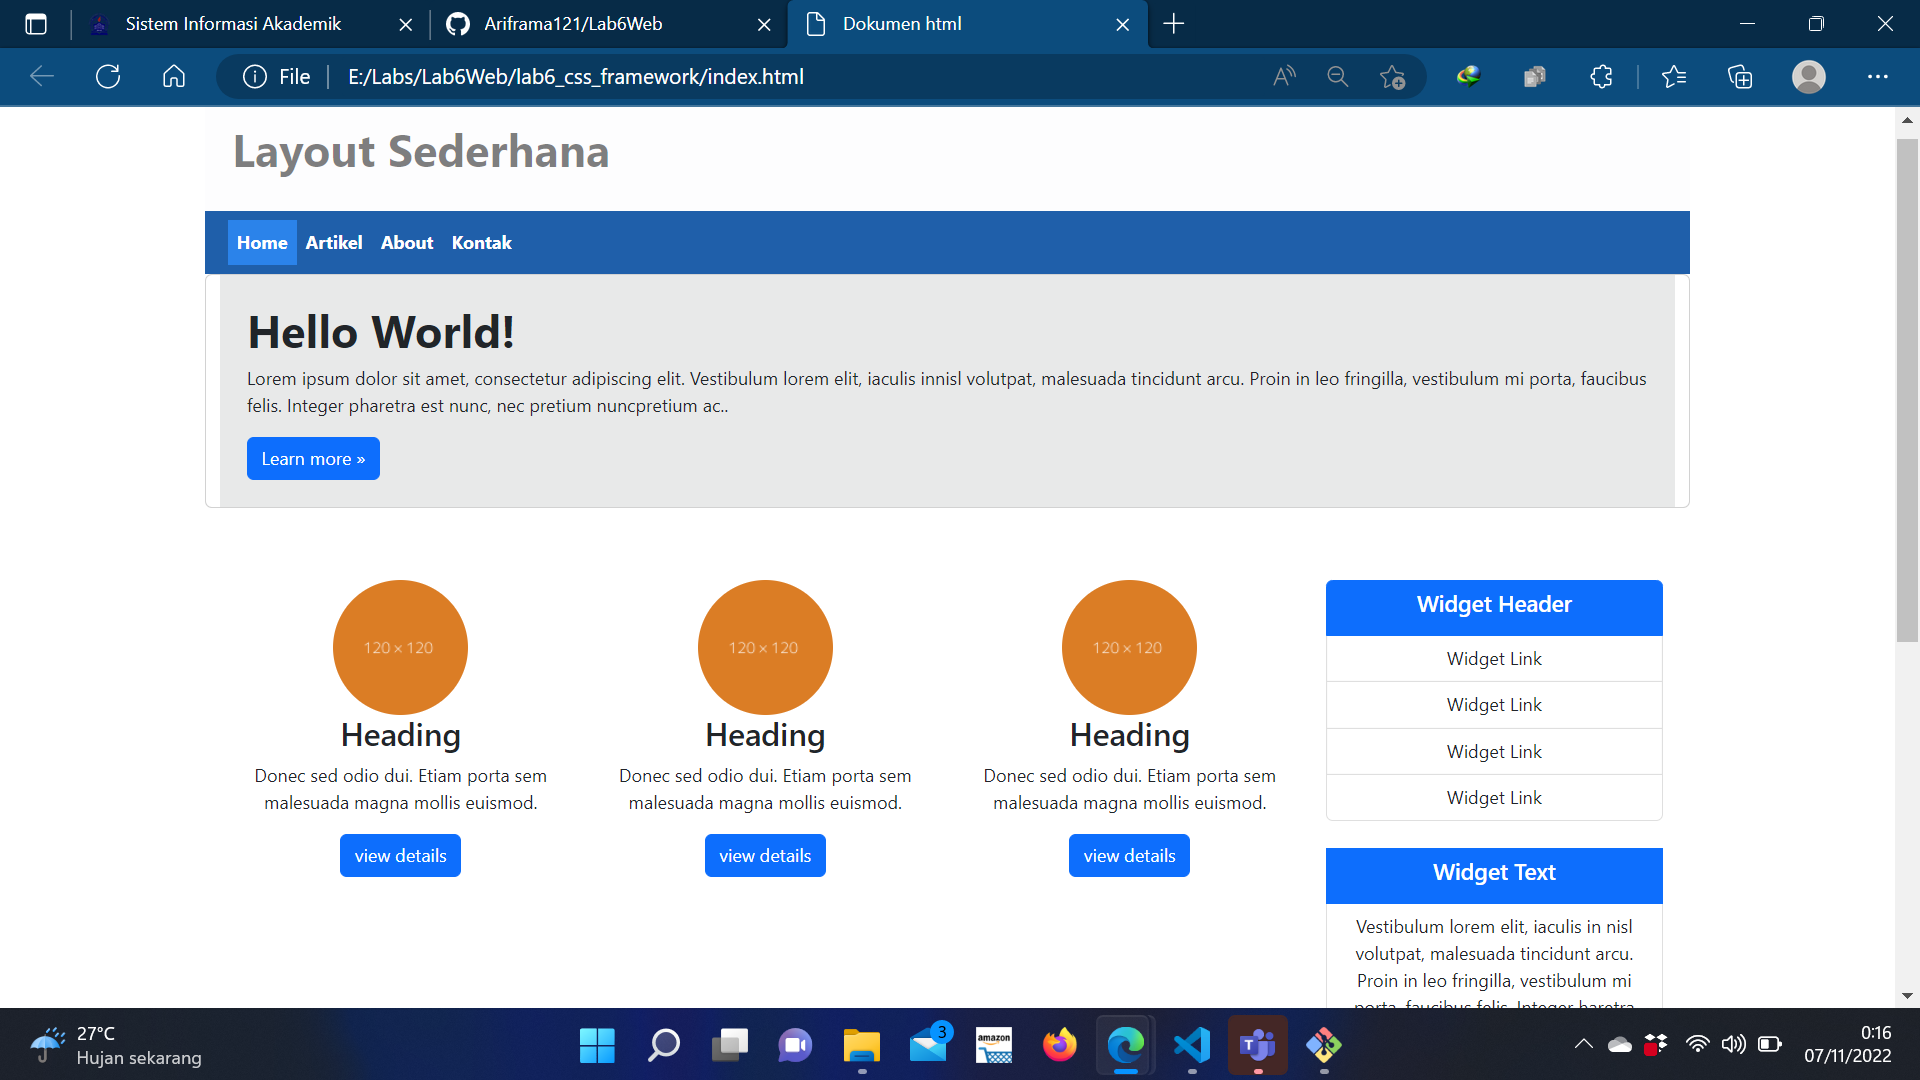 Sistem Informasi Akademik
Ariframa121/Lab6Web
Dokumen html
File
E:/Labs/Lab6Web/lab6_css_framework/index.html
Layout Sederhana
Home Artikel About Kontak
Hello World!
Lorem ipsum dolor sit amet, consectetur adipiscing elit. Vestibulum lorem elit, iaculis innisl volutpat, malesuada tincidunt arcu. Proin in leo fringilla, vestibulum mi porta, faucibus
felis. Integer pharetra est nunc, nec pretium nuncpretium ac..
Learn more »
120 × 120
Heading
Donec sed odio dui. Etiam porta sem
malesuada magna mollis euismod.
view details
120 × 120
Heading
Donec sed odio dui. Etiam porta sem
malesuada magna mollis euismod.
view details
120 × 120
Heading
Donec sed odio dui. Etiam porta sem
malesuada magna mollis euismod.
view details
Widget Header
Widget Link
Widget Link
Widget Link
Widget Link
Widget Text
Vestibulum lorem elit, iaculis in nisl
volutpat, malesuada tincidunt arcu.
Proin in leo fringilla, vestibulum mi
porta, faucibus felis. Integer haretra
27°C
Hujan sekarang
3
amazon
0:16
07/11/2022